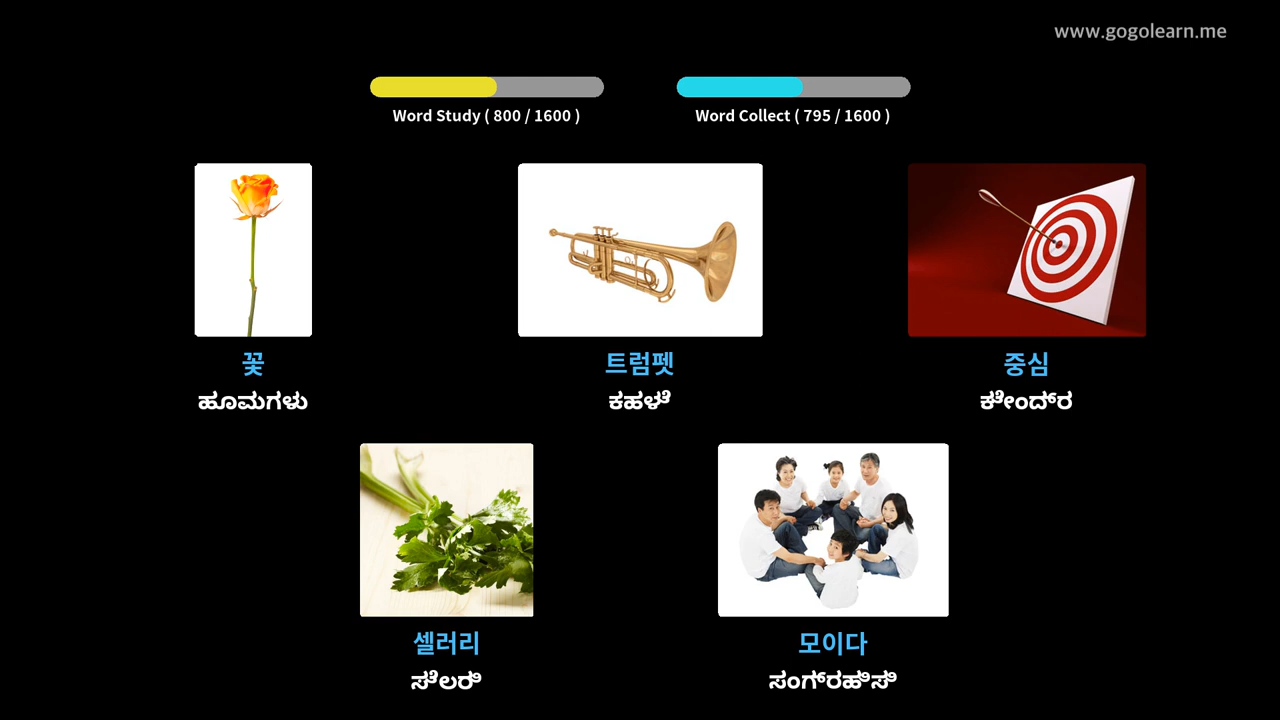 www.gogolearn.me
Word Study ( 800 / 1600 )
Word Collect ( 795 / 1600 )
꽃
ಹೂಮಗಳು
트럼펫
ಕಹಳೆ
중심
ಕೇಂದ್ರ
셀러리
ಸೆಲರಿ
모이다
ಸಂಗ್ರಹಿಸಿ